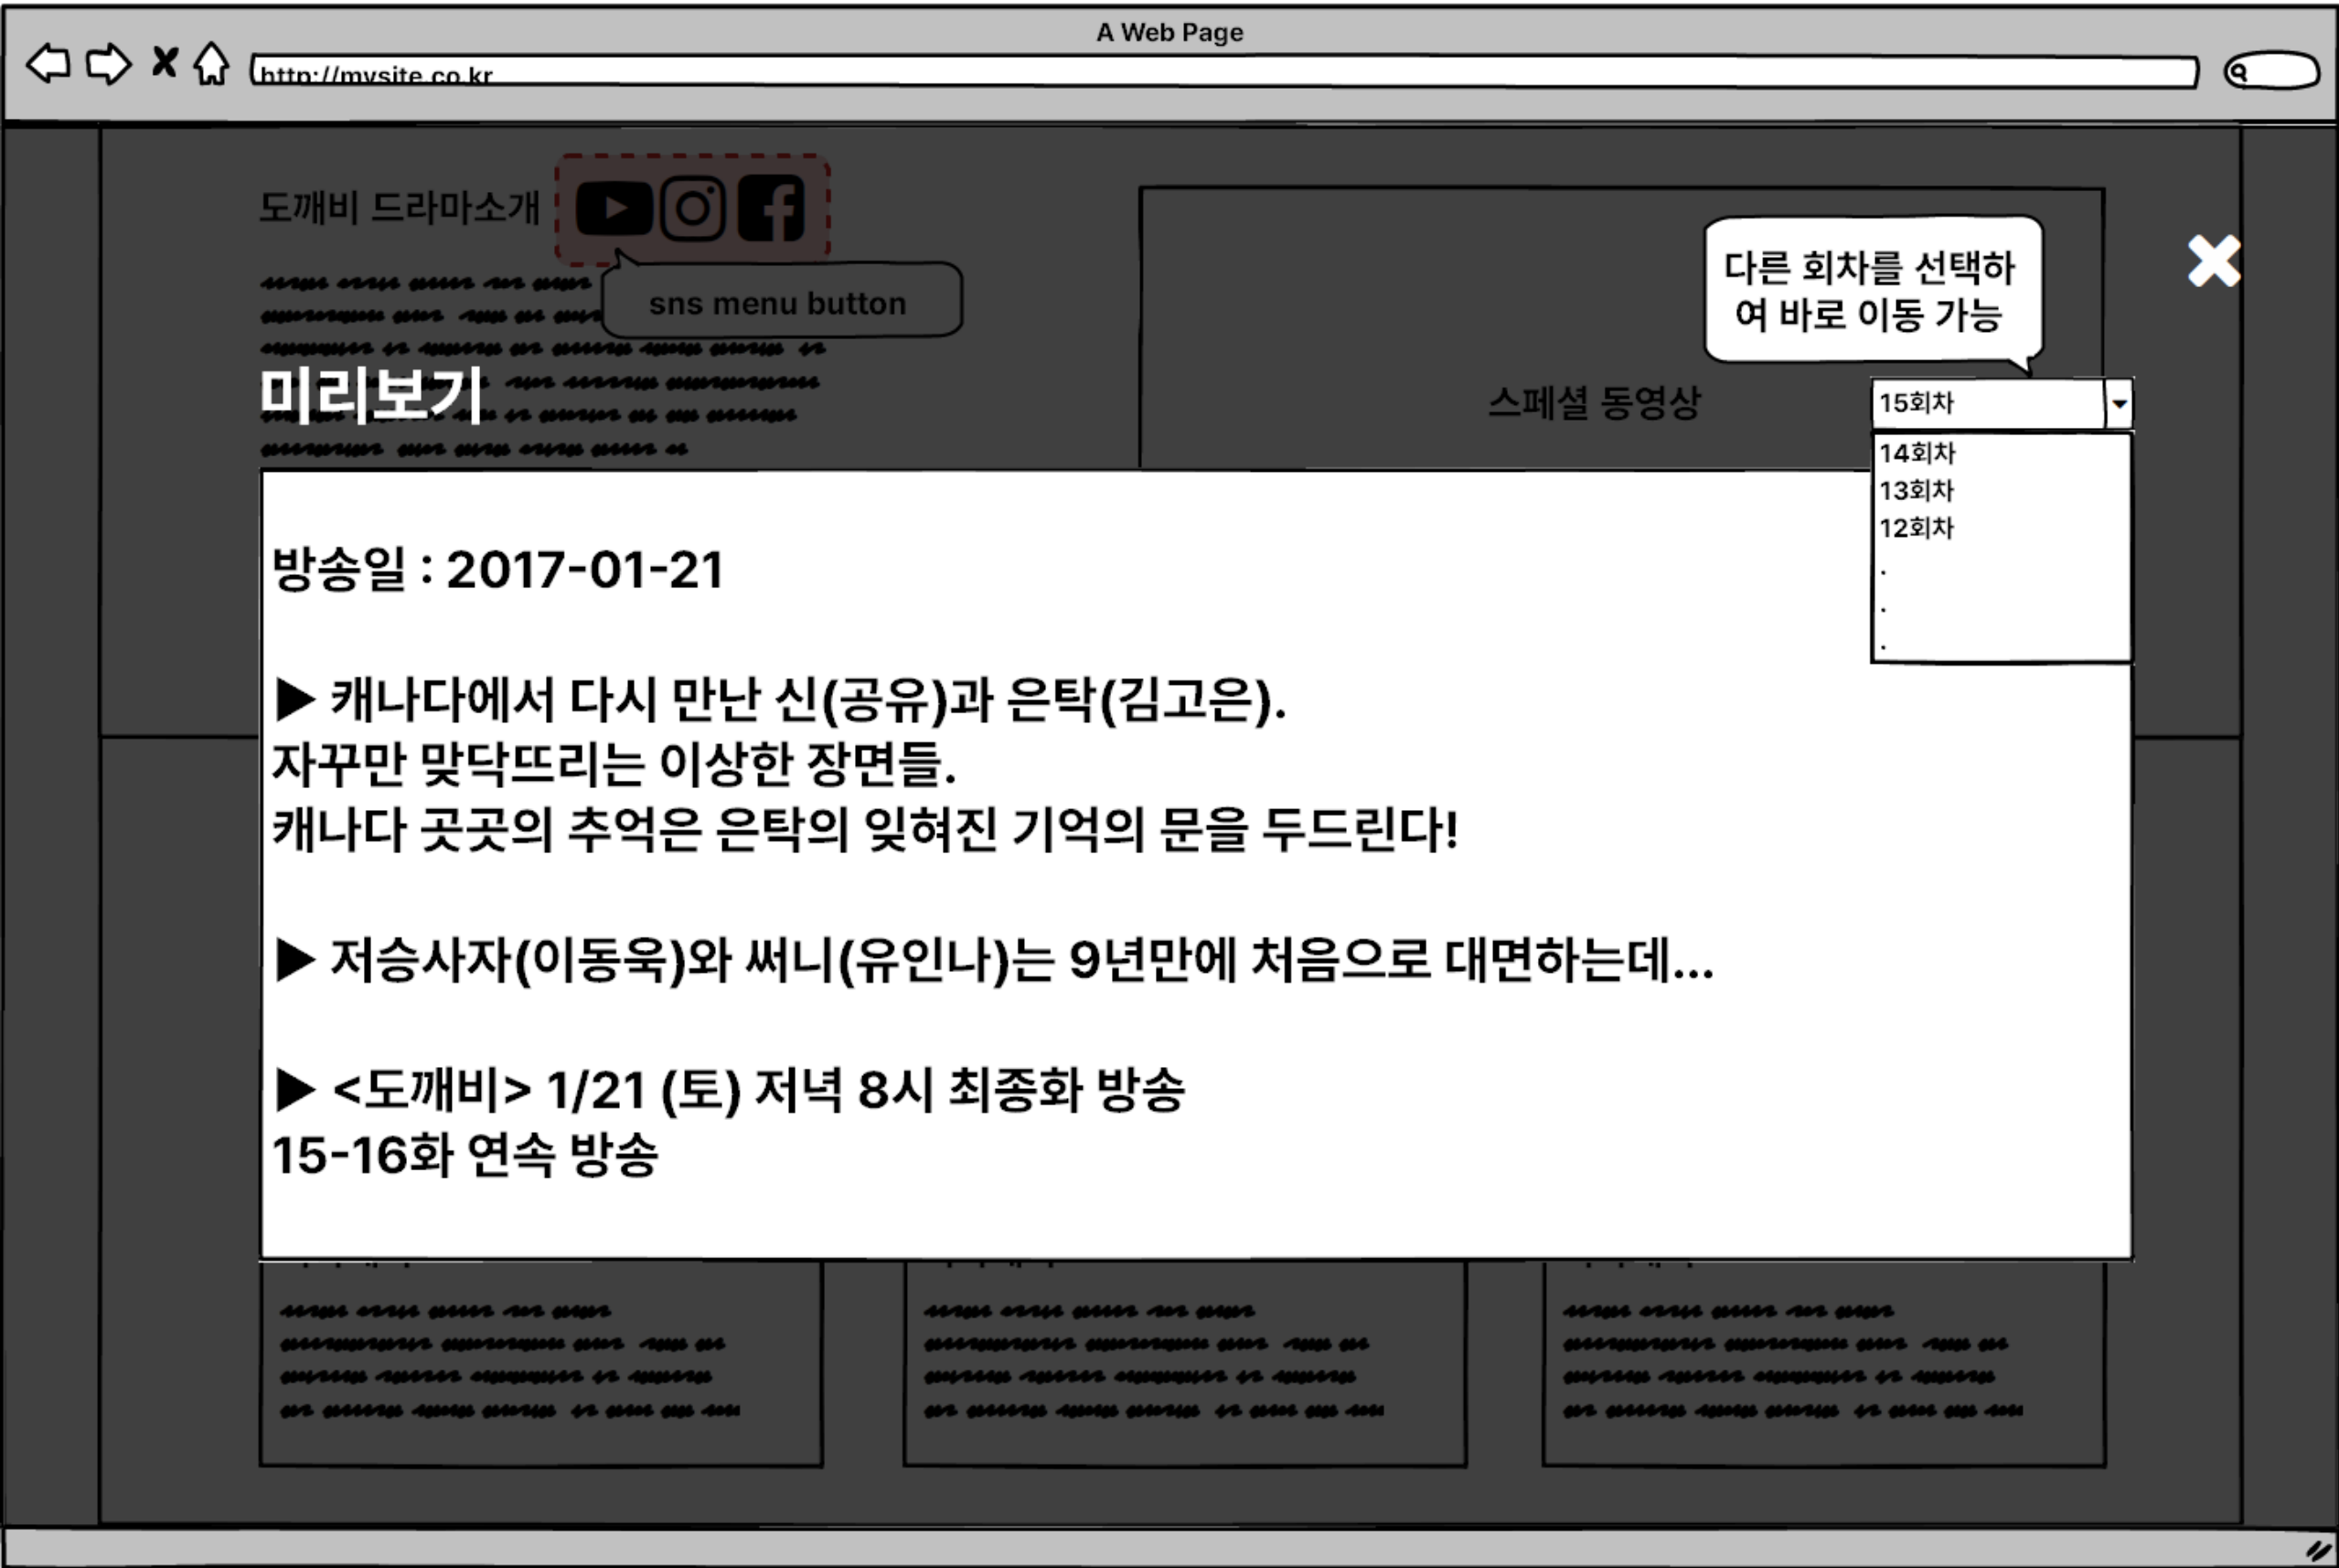 A Web Page
http://mysite.co.kr
도깨비 드라마소개
sns menu button
다른 회차를 선택하
여 바로 이동 가능
미리보기
스페셜 동영상
15회차
14회차
13회차
12회차
.
.
.
방송일 : 2017-01-21
▶ 캐나다에서 다시 만난 신(공유)과 은탁(김고은).
자꾸만 맞닥뜨리는 이상한 장면들.
캐나다 곳곳의 추억은 은탁의 잊혀진 기억의 문을 두드린다!
▶ 저승사자(이동욱)와 써니(유인나)는 9년만에 처음으로 대면하는데...
▶ <도깨비> 1/21 (토) 저녁 8시 최종화 방송
15-16화 연속 방송